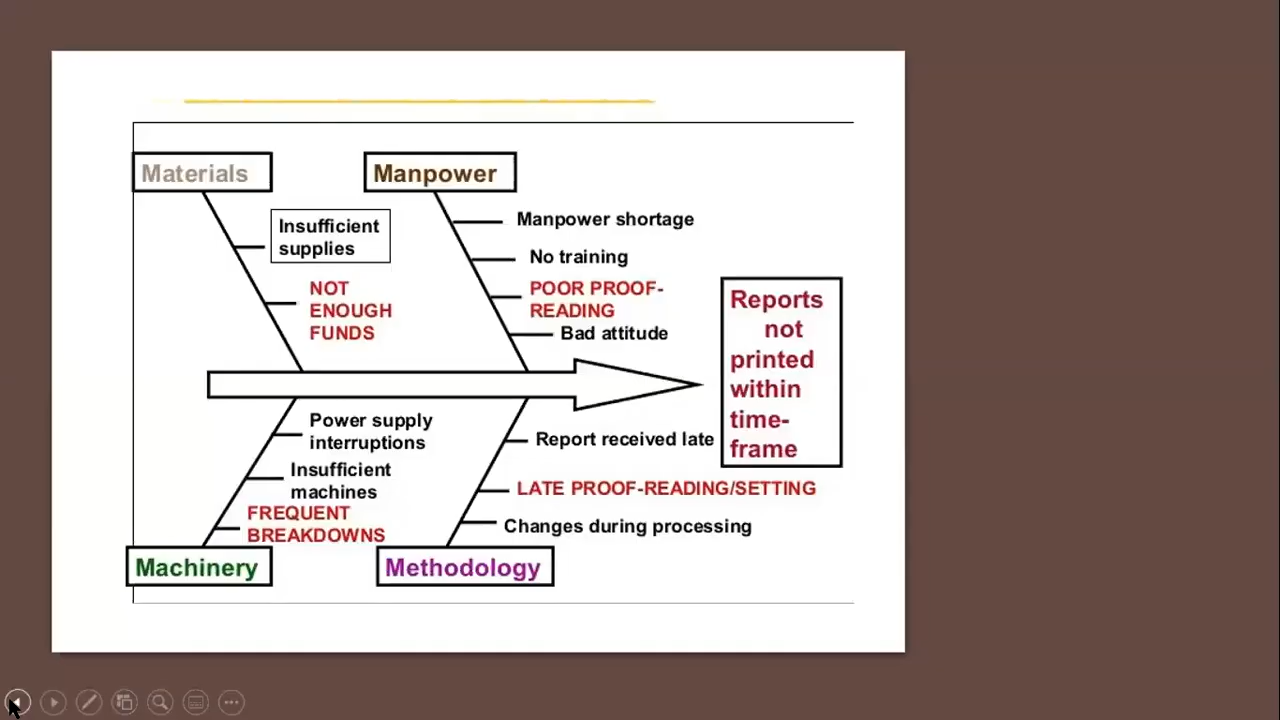 Materials
Manpower
Insufficient
supplies
NOT
ENOUGH
FUNDS
Manpower shortage
No training
POOR PROOF-
READING
Bad attitude
Reports
not
printed
within
time-
frame
Power supply
interruptions
Insufficient
machines
FREQUENT
BREAKDOWNS
Report received late
LATE PROOF-READING/SETTING
Changes during processing
Machinery
Methodology